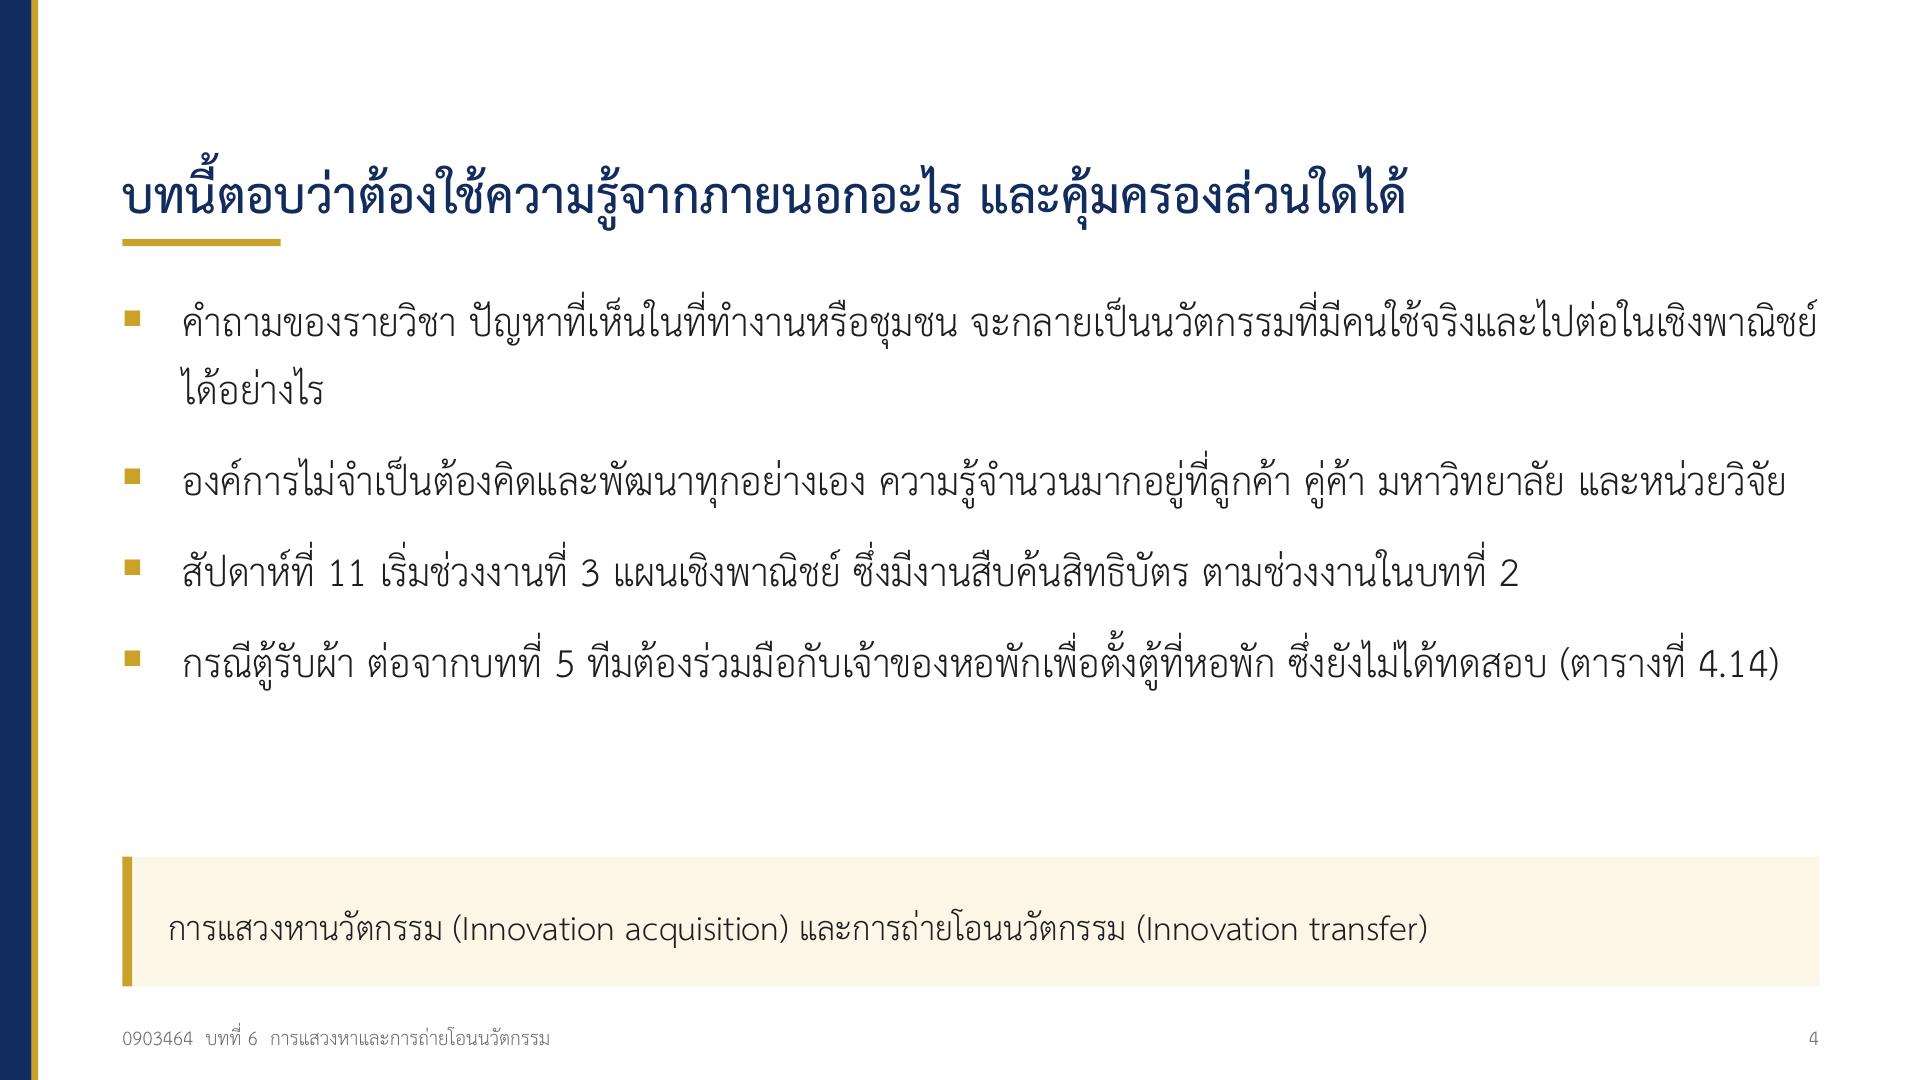 บทนี้ตอบว่าต้องใช้ความรู้จากภายนอกอะไร และคุ้มครองส่วนใดได้
คำถามของรายวิชา ปัญหาที่เห็นในที่ทำงานหรือชุมชน จะกลายเป็นนวัตกรรมที่มีคนใช้จริงและไปต่อในเชิงพาณิชย์
ได้อย่างไร
องค์การไม่จำเป็นต้องคิดและพัฒนาทุกอย่างเอง ความรู้จำนวนมากอยู่ที่ลูกค้า คู่ค้า มหาวิทยาลัย และหน่วยวิจัย
สัปดาห์ที่ 11 เริ่มช่วงงานที่ 3 แผนเชิงพาณิชย์ ซึ่งมีงานสืบค้นสิทธิบัตร ตามช่วงงานในบทที่ 2
กรณีตู้รับผ้า ต่อจากบทที่ 5 ทีมต้องร่วมมือกับเจ้าของหอพักเพื่อตั้งตู้ที่หอพัก ซึ่งยังไม่ได้ทดสอบ (ตารางที่ 4.14)
การแสวงหานวัตกรรม (Innovation acquisition) และการถ่ายโอนนวัตกรรม (Innovation transfer)
0903464 บทที่ 6 การแสวงหาและการถ่ายโอนนวัตกรรม
4